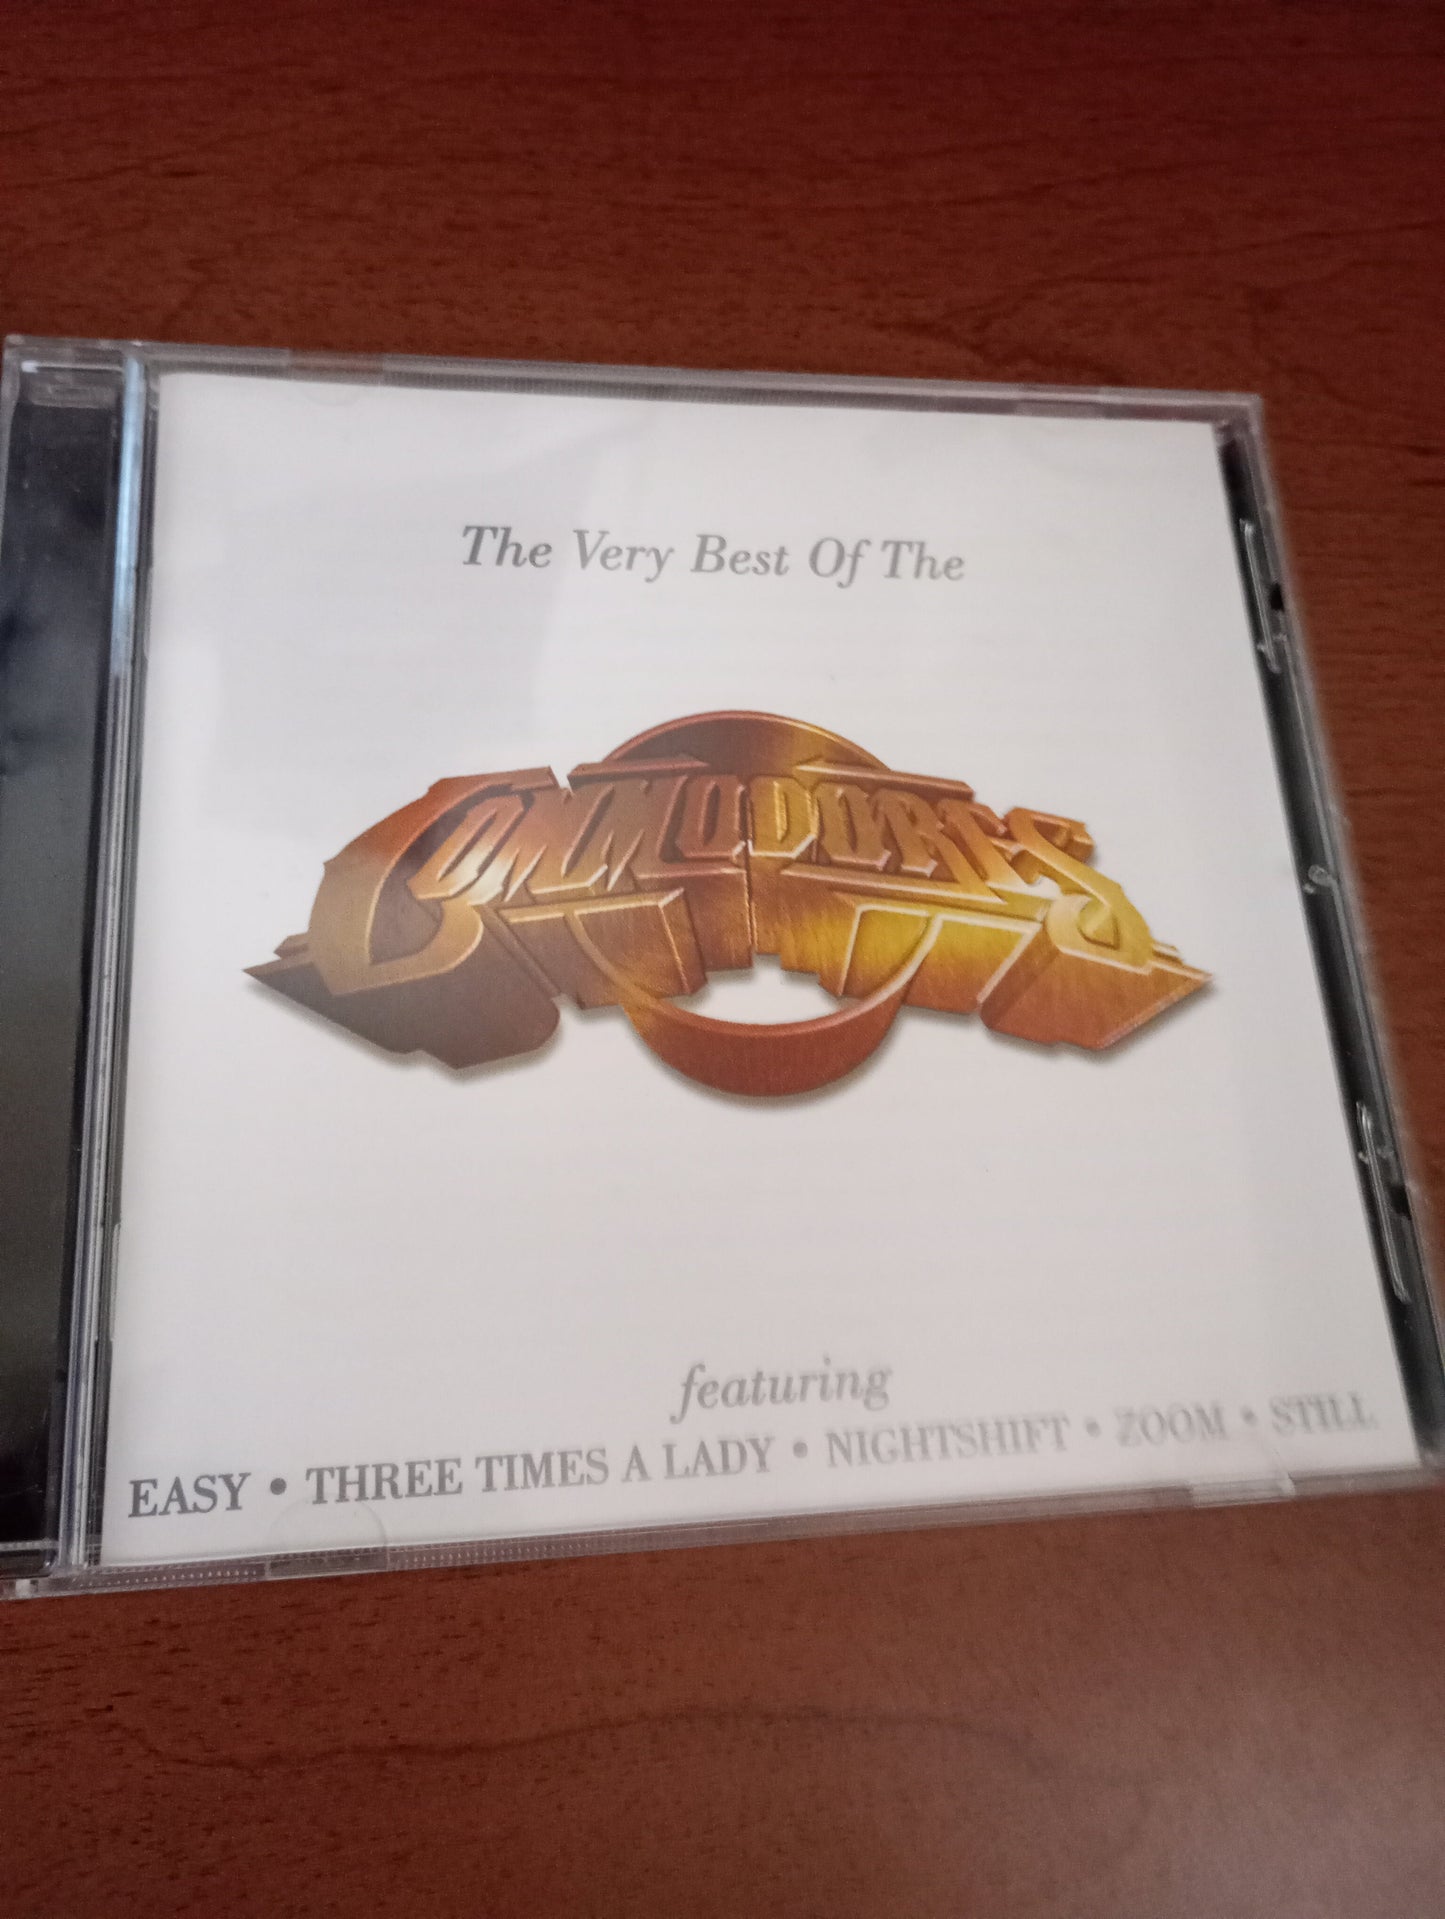 The Very Best Of The
COMMODORES
featuring
EASY • THREE TIMES A LADY • NIGHTSHIFT • ZOOM • STILL